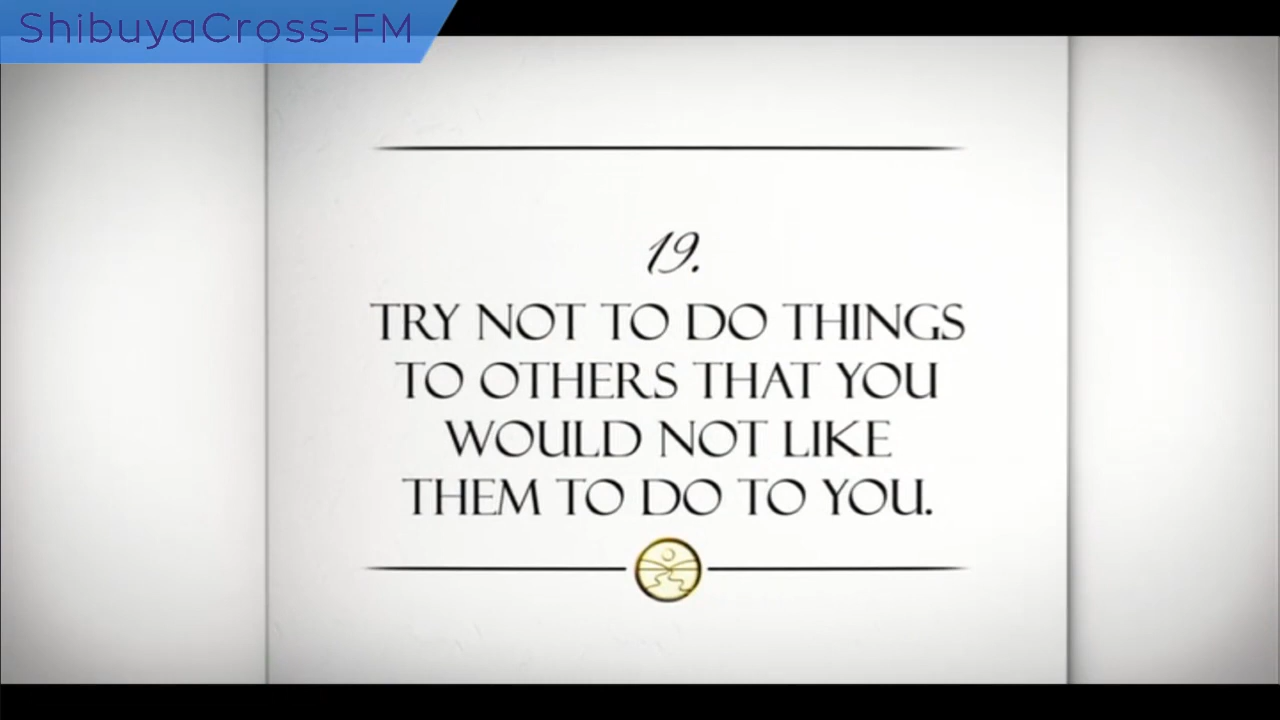 ShibuyaCross-FM
19.
TRY NOT TO DO THINGS
TO OTHERS THAT YOU
WOULD NOT LIKE
THEM TO DO TO YOU.